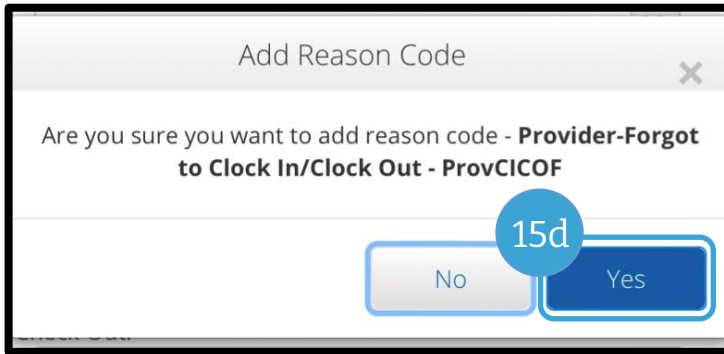 Add Reason Code
×
Are you sure you want to add reason code - Provider-Forgot
to Clock In/Clock Out - ProvCICOF
15d
No
Yes